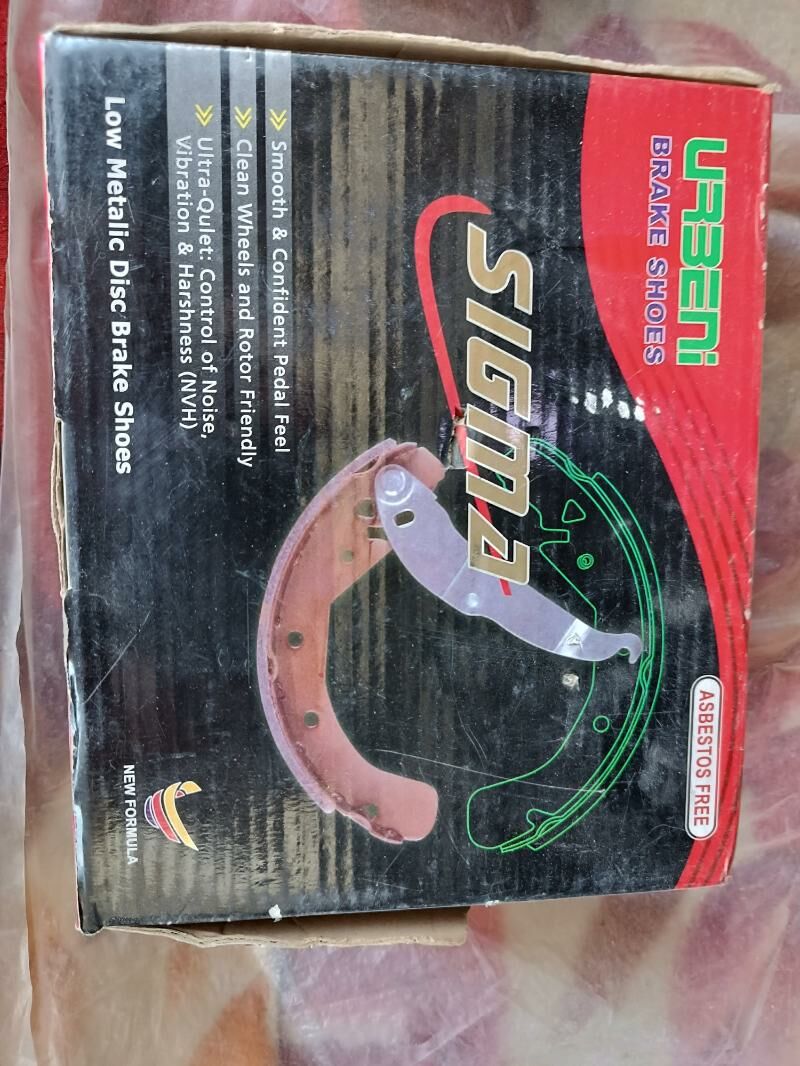 URBENI
BRAKE SHOES
SIGMA
ASBESTOS FREE
Smooth & Confident Pedal Feel
Clean Wheels and Rotor Friendly
Ultra-Qulet: Control of Noise,
Vibration & Harshness (NVH)
Low Metalic Disc Brake Shoes
NEW FORMULA